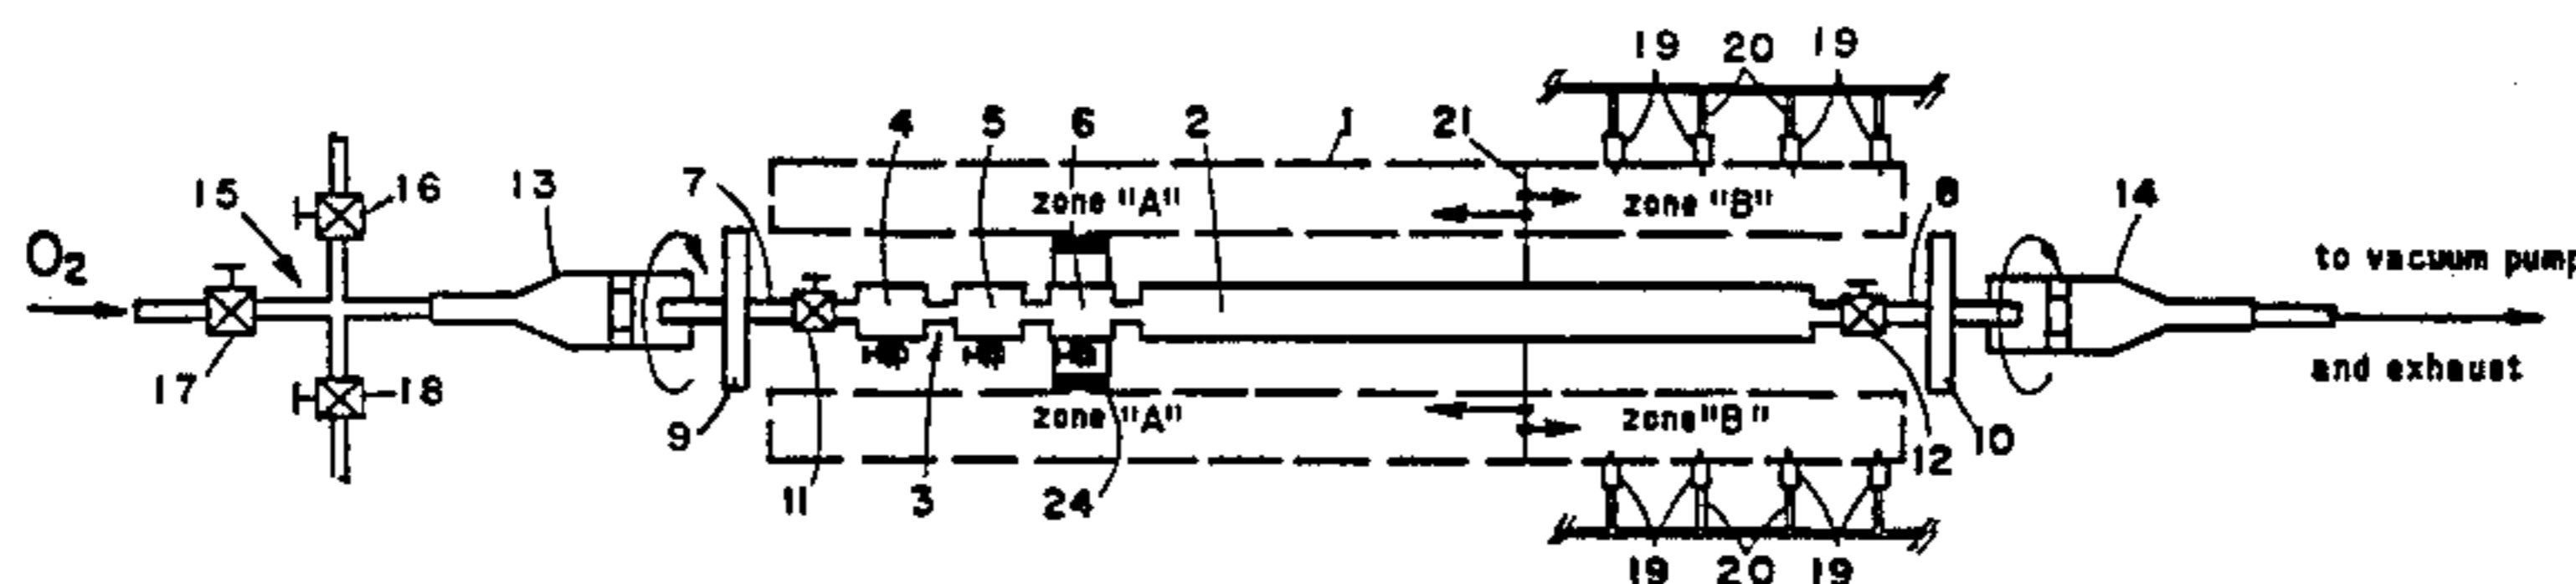 19 20 19
4 5 6 2 1 21
15 16 13 7 8 14
zone "A" zone "B"
O2
to vacuum pump
and exhaust
17 18 9 zone "A" zone "B" 10
11 3 24 12
19 20 19